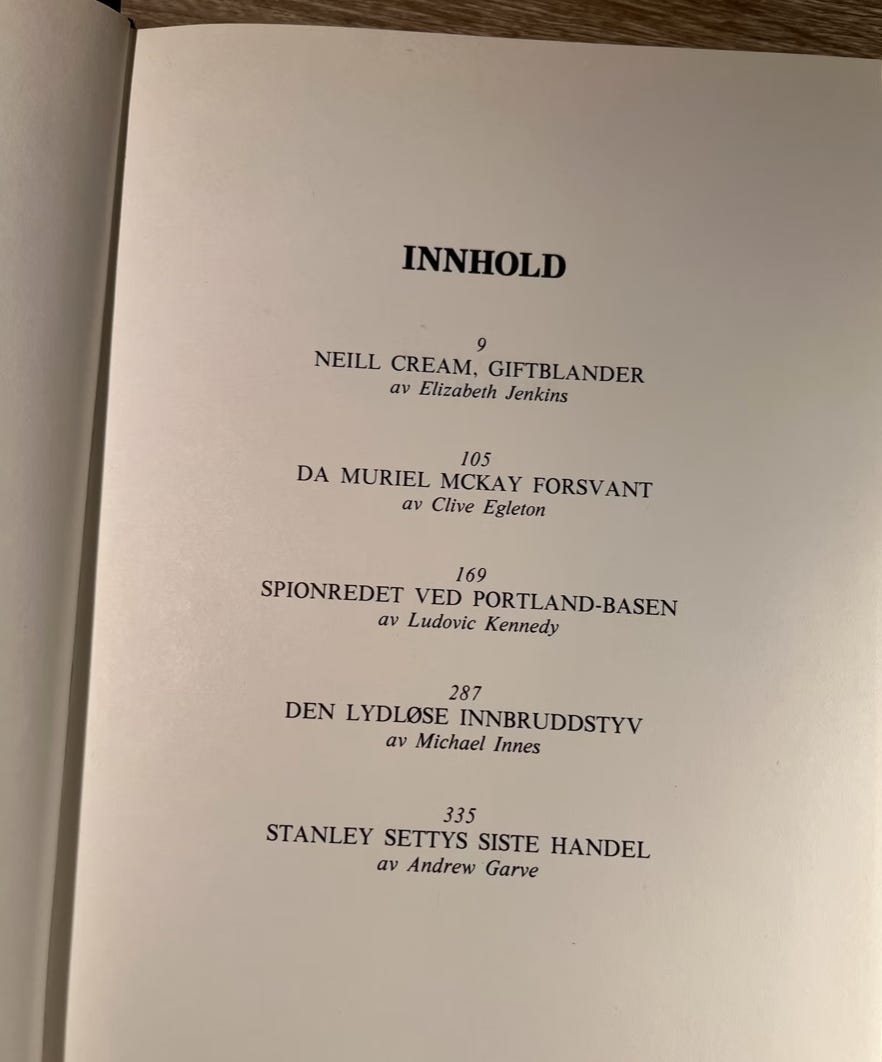 INNHOLD
9
NEILL CREAM, GIFTBLANDER
av Elizabeth Jenkins
105
DA MURIEL MCKAY FORSVANT
av Clive Egleton
169
SPIONREDET VED PORTLAND-BASEN
av Ludovic Kennedy
287
DEN LYDLØSE INNBRUDDSTYV
av Michael Innes
335
STANLEY SETTYS SISTE HANDEL
av Andrew Garve